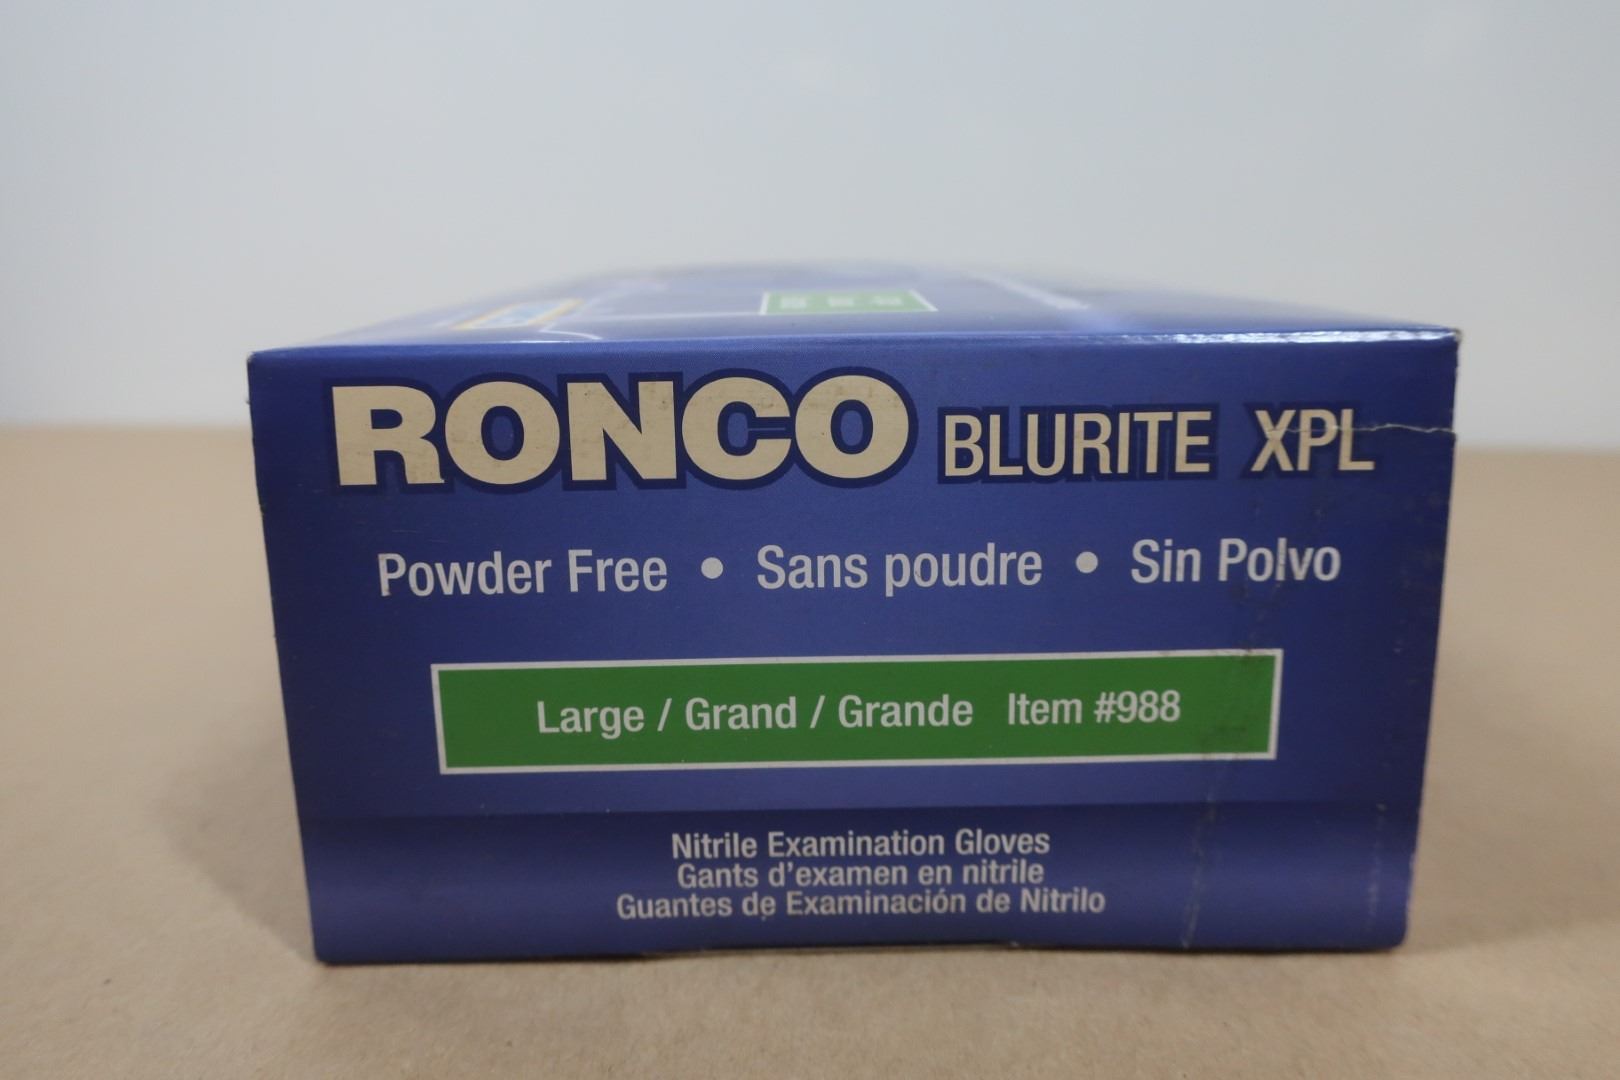 RONCO BLURITE XPL
Powder Free • Sans poudre • Sin Polvo
Large / Grand / Grande Item #988
Nitrile Examination Gloves
Gants d'examen en nitrile
Guantes de Examinación de Nitrilo